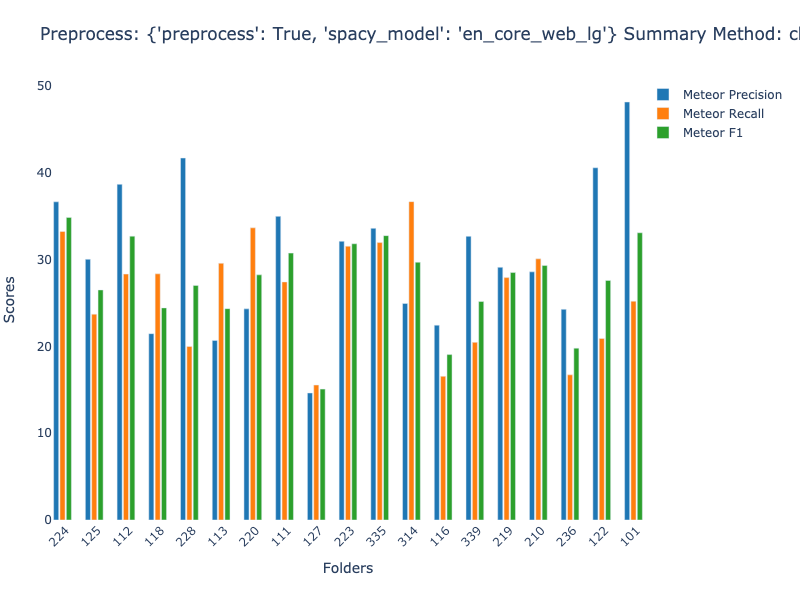 Preprocess: {'preprocess': True, 'spacy_model': 'en_core_web_lg'} Summary Method: cl
Meteor Precision
Meteor Recall
Meteor F1
Scores
50
40
30
20
10
0
224 125 112 118 228 113 220 111 127 223 335 314 116 339 219 210 236 122 101
Folders